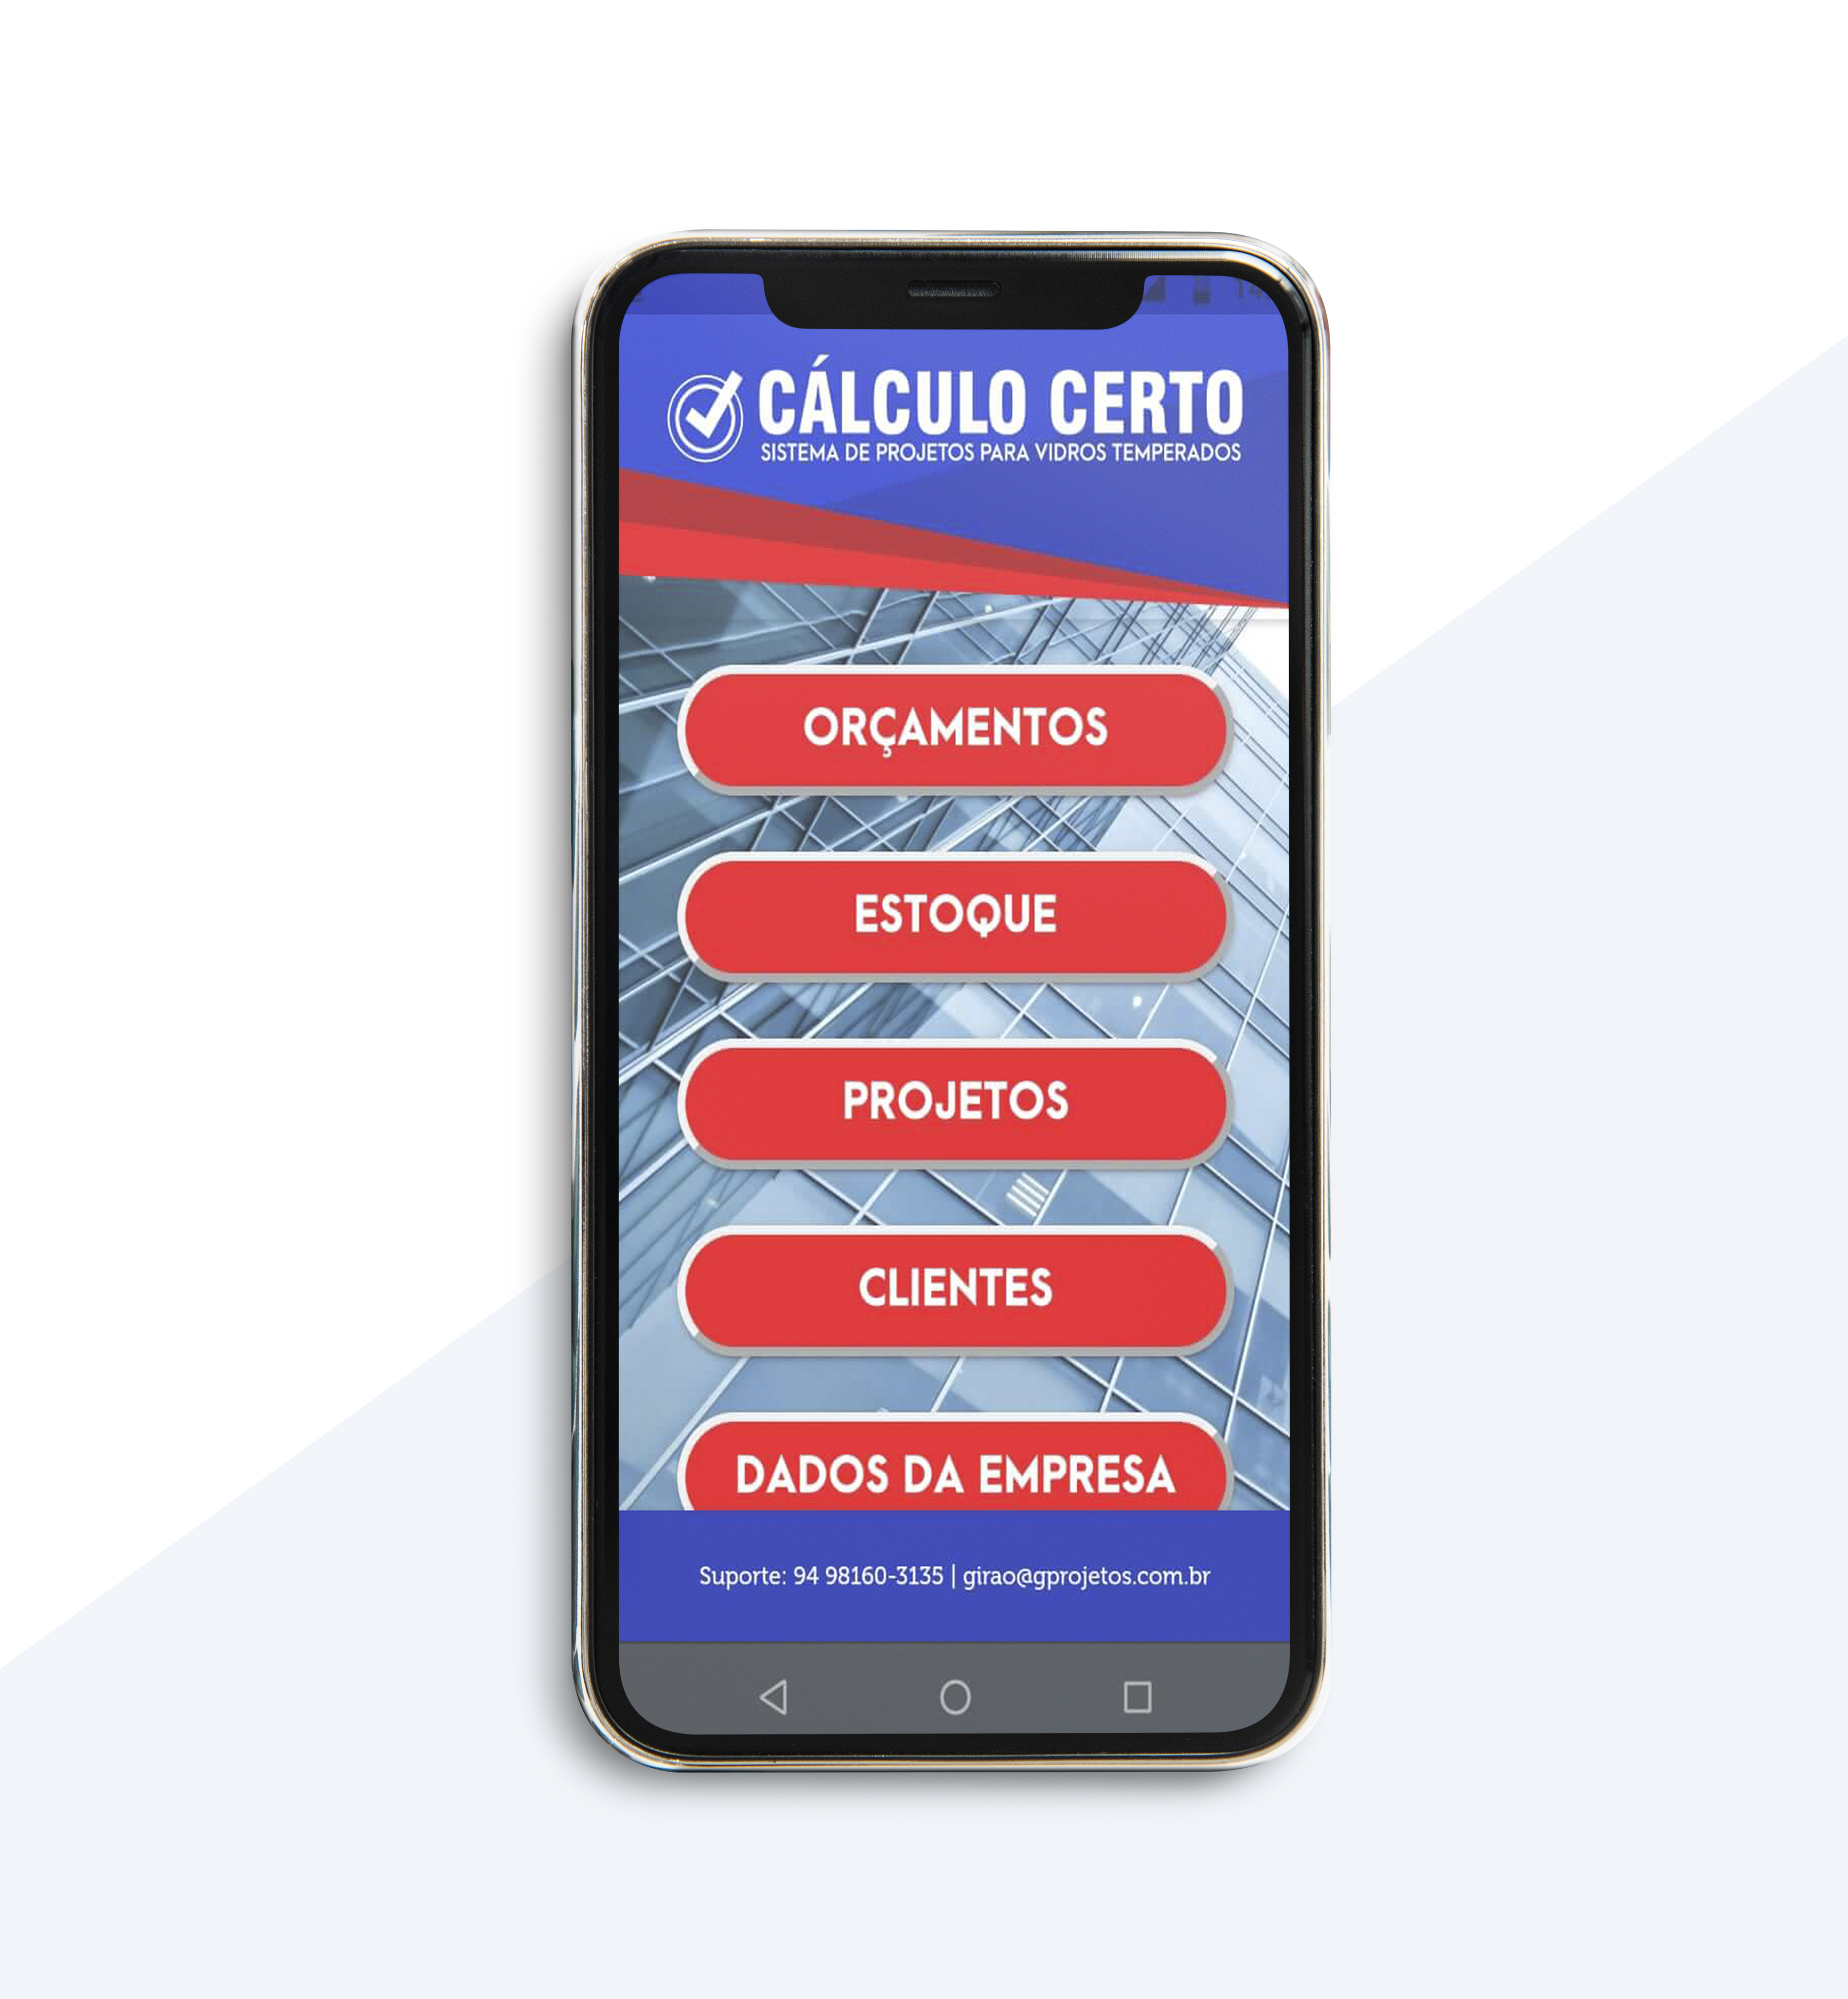 CÁLCULO CERTO
SISTEMA DE PROJETOS PARA VIDROS TEMPERADOS
ORÇAMENTOS
ESTOQUE
PROJETOS
CLIENTES
DADOS DA EMPRESA
Suporte: 94 98160-3135 | girao@gprojetos.com.br